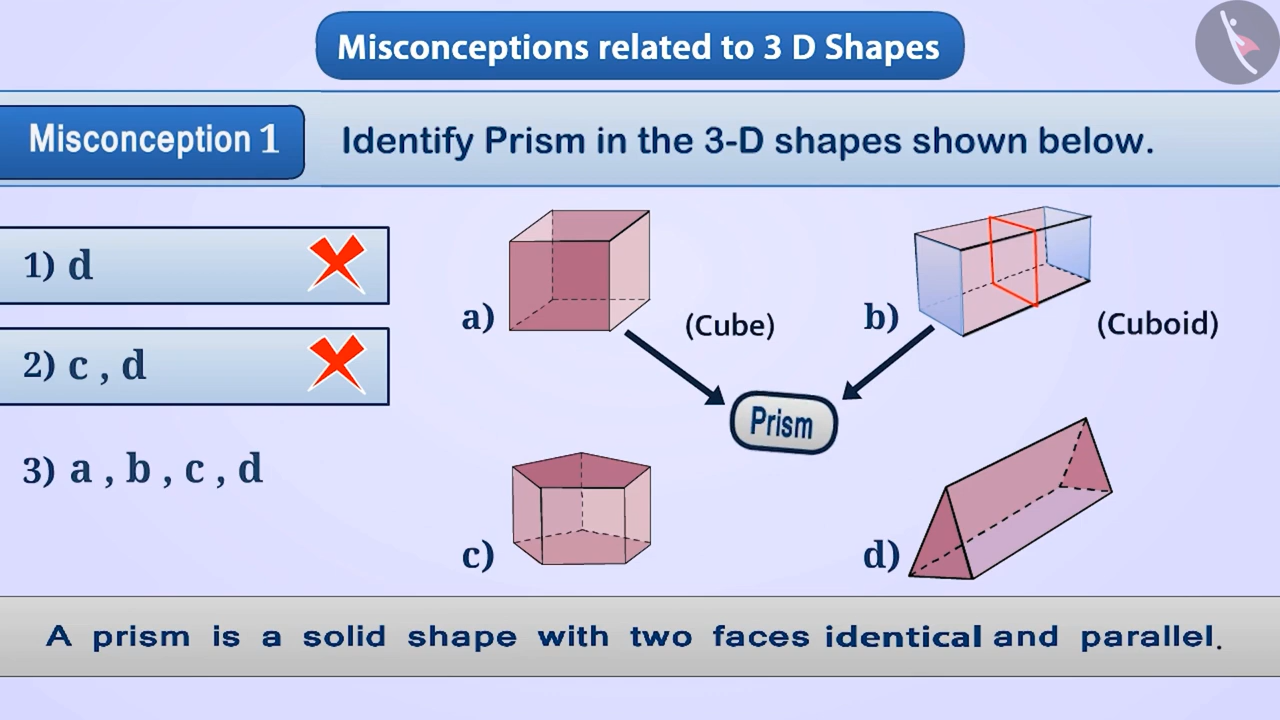 Misconceptions related to 3 D Shapes
Misconception 1
Identify Prism in the 3-D shapes shown below.
1) d
2) c , d
3) a , b , c , d
a)
(Cube)
b)
(Cuboid)
Prism
c)
d)
A prism is a solid shape with two faces identical and parallel.